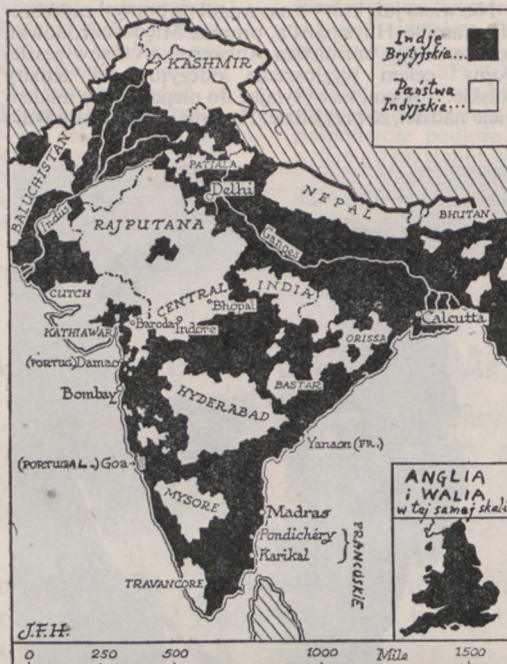 Indje
Brytyjskie...
Państwa
Indyjskie...
KASHMIR
BALUCHISTAN
Indus
PATJALA
Delhi
NEPAL
BHUTAN
RAJPUTANA
Ganges
CUTCH
CENTRAL
INDIA
Bhopal
KATHIAWAR
Baroda
Indore
Calcutta
ORISSA
(PORTUG) Damao
BASTAR
Bombay
HYDERABAD
Yanaon (FR.)
(PORTUGAL.) Goa
ANGLIA
i WALIA
w tej samej skali
MYSORE
Madras
Pondichéry
Karikal
FRANCUSKIE
TRAVANCORE
J.F.H.
0 250 500 1000 Mile 1500